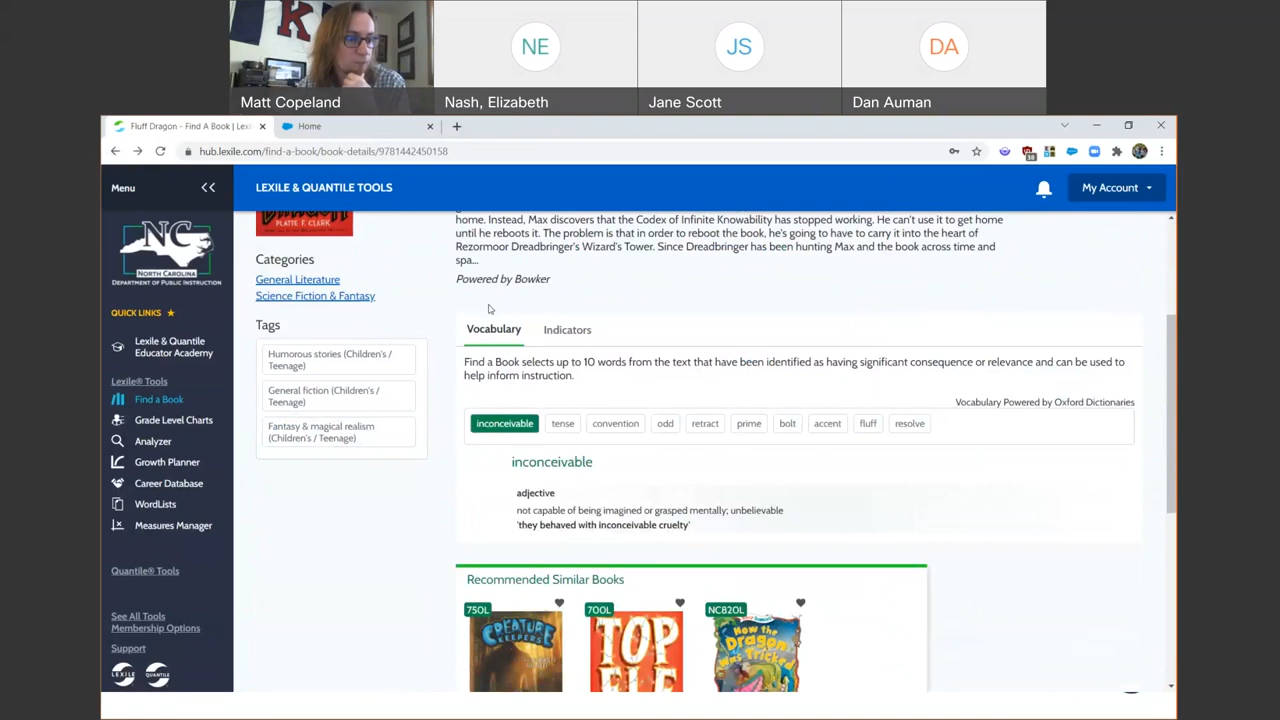 NE
JS
DA
Matt Copeland
Nash, Elizabeth
Jane Scott
Dan Auman
Fluff Dragon - Find A Book | Lexi
Home
hub.lexile.com/find-a-book/book-details/9781442450158
38
Menu
LEXILE & QUANTILE TOOLS
My Account
NC
NORTH CAROLINA
DEPARTMENT OF PUBLIC INSTRUCTION
QUICK LINKS
Lexile & Quantile
Educator Academy
Lexile® Tools
Find a Book
Grade Level Charts
Analyzer
Growth Planner
Career Database
WordLists
Measures Manager
Quantile® Tools
See All Tools
Membership Options
Support
LEXILE
QUANTILE
PLATTE F. CLARK
Categories
General Literature
Science Fiction & Fantasy
Tags
Humorous stories (Children's /
Teenage)
General fiction (Children's /
Teenage)
Fantasy & magical realism
(Children's / Teenage)
home. Instead, Max discovers that the Codex of Infinite Knowability has stopped working. He can't use it to get home
until he reboots it. The problem is that in order to reboot the book, he's going to have to carry it into the heart of
Rezormoor Dreadbringer's Wizard's Tower. Since Dreadbringer has been hunting Max and the book across time and
spa...
Powered by Bowker
Vocabulary
Indicators
Find a Book selects up to 10 words from the text that have been identified as having significant consequence or relevance and can be used to
help inform instruction.
Vocabulary Powered by Oxford Dictionaries
inconceivable
tense
convention
odd
retract
prime
bolt
accent
fluff
resolve
inconceivable
adjective
not capable of being imagined or grasped mentally; unbelievable
'they behaved with inconceivable cruelty'
Recommended Similar Books
750L
700L
NC820L
CREATURE
KEEPERS
TOP
How the
Dragon
Was Tricked